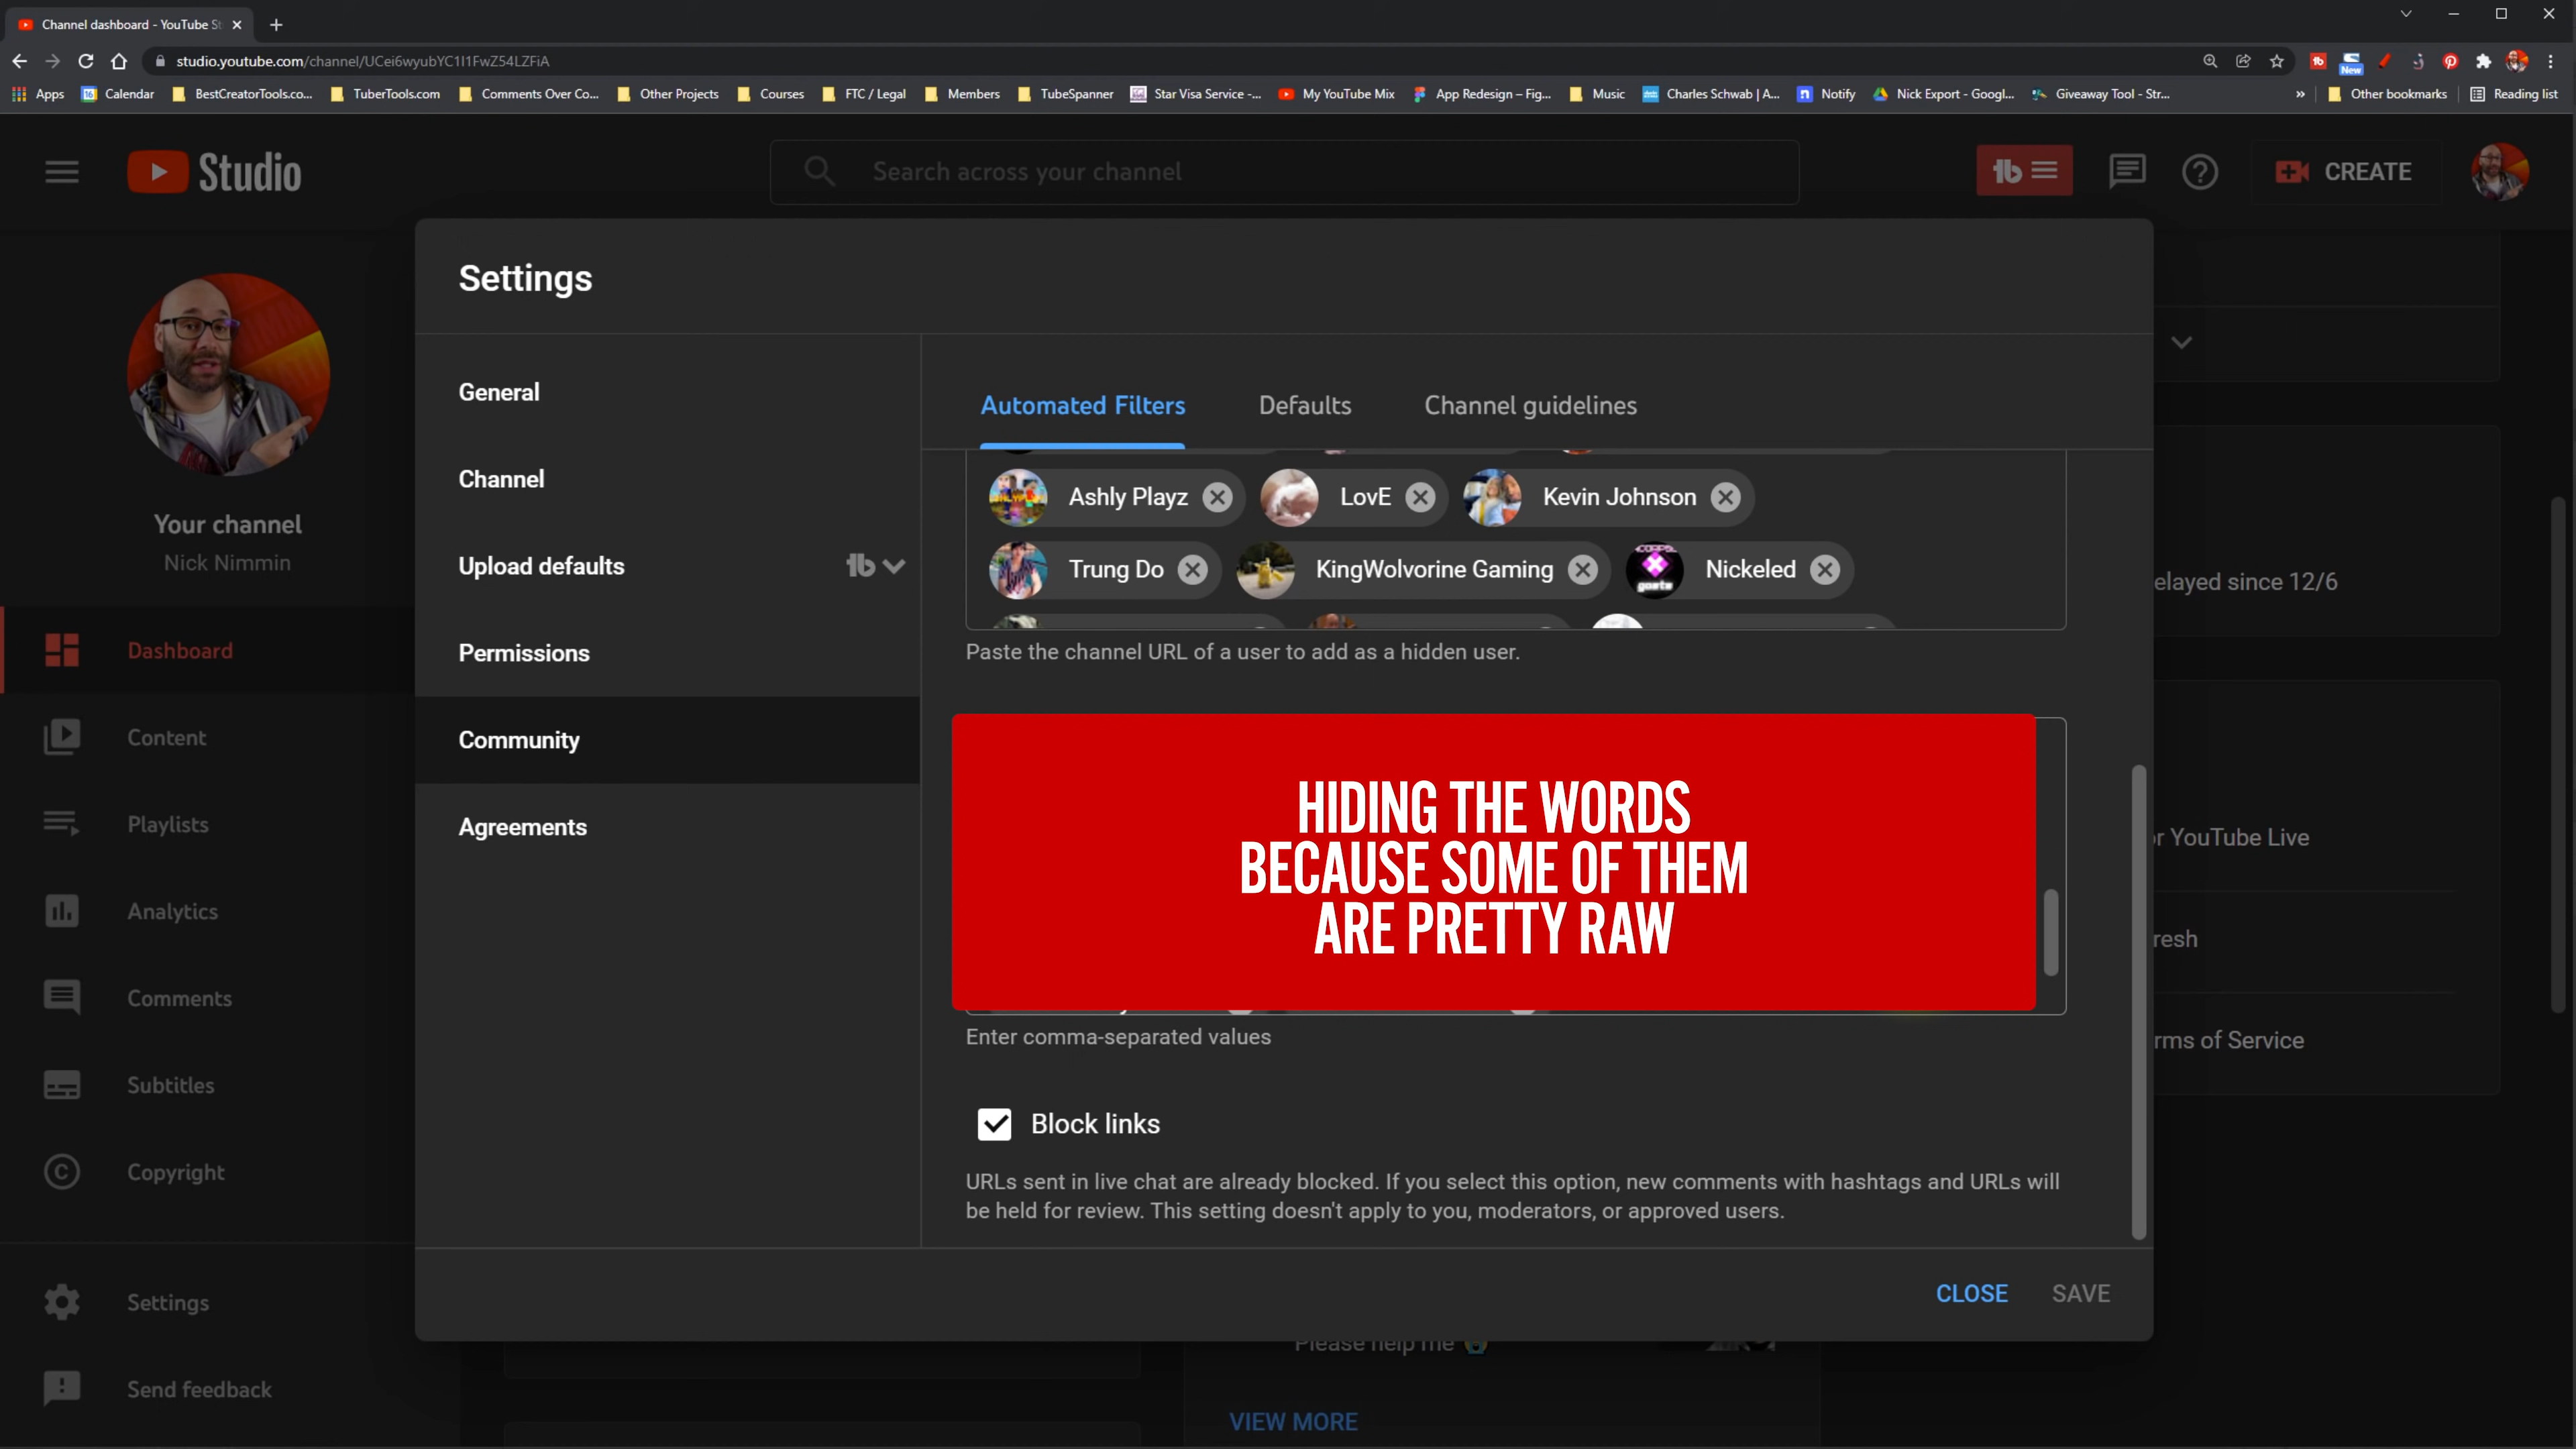 Channel dashboard - YouTube St
studio.youtube.com/channel/UCei6wyubYC1I1FwZ54LZFiA
New
Apps 16 Calendar BestCreatorTools.co... TuberTools.com Comments Over Co... Other Projects Courses FTC / Legal Members TubeSpanner Star Visa Service -... My YouTube Mix App Redesign – Fig... Music Charles Schwab | A... Notify Nick Export - Googl... Giveaway Tool - Str... » Other bookmarks Reading list
Studio
Search across your channel
CREATE
Settings
General
Channel
Upload defaults
Permissions
Community
Agreements
Automated Filters Defaults Channel guidelines
Ashly Playz LovE Kevin Johnson
Trung Do KingWolvorine Gaming Nickeled
Paste the channel URL of a user to add as a hidden user.
HIDING THE WORDS
BECAUSE SOME OF THEM
ARE PRETTY RAW
Enter comma-separated values
Block links
URLs sent in live chat are already blocked. If you select this option, new comments with hashtags and URLs will
be held for review. This setting doesn't apply to you, moderators, or approved users.
CLOSE SAVE
Your channel
Nick Nimmin
Dashboard
Content
Playlists
Analytics
Comments
Subtitles
Copyright
Settings
Send feedback
elayed since 12/6
or YouTube Live
resh
rms of Service
Please help me 😭
VIEW MORE